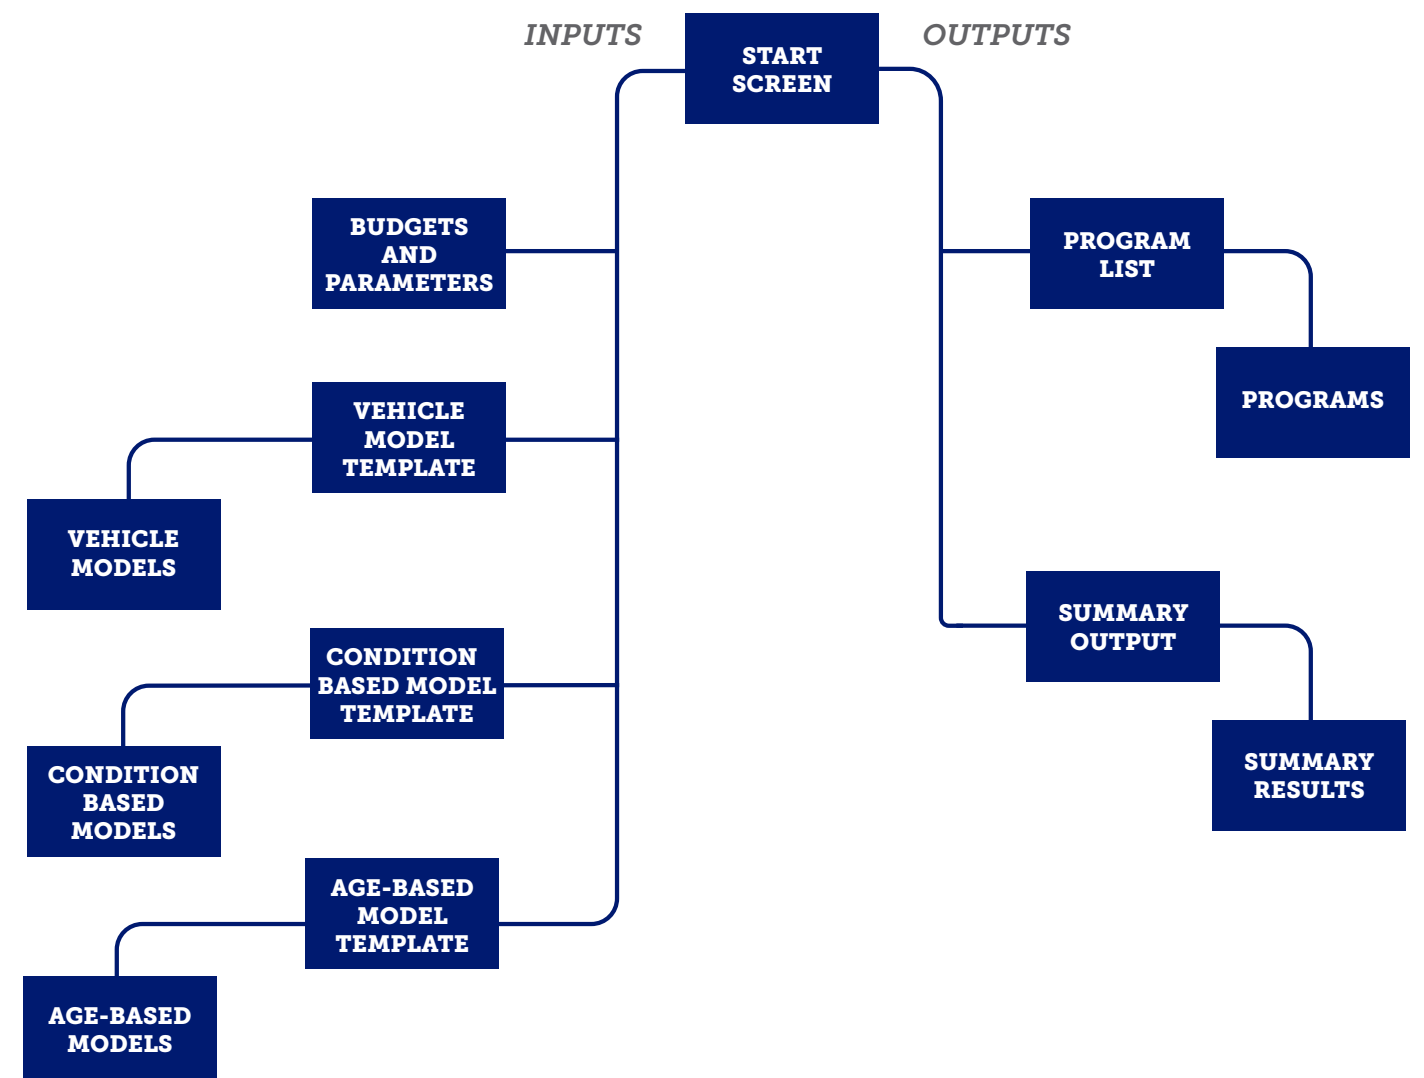 INPUTS
START
SCREEN
OUTPUTS
BUDGETS
AND
PARAMETERS
PROGRAM
LIST
PROGRAMS
VEHICLE
MODEL
TEMPLATE
VEHICLE
MODELS
CONDITION
BASED MODEL
TEMPLATE
SUMMARY
OUTPUT
CONDITION
BASED
MODELS
SUMMARY
RESULTS
AGE-BASED
MODEL
TEMPLATE
AGE-BASED
MODELS